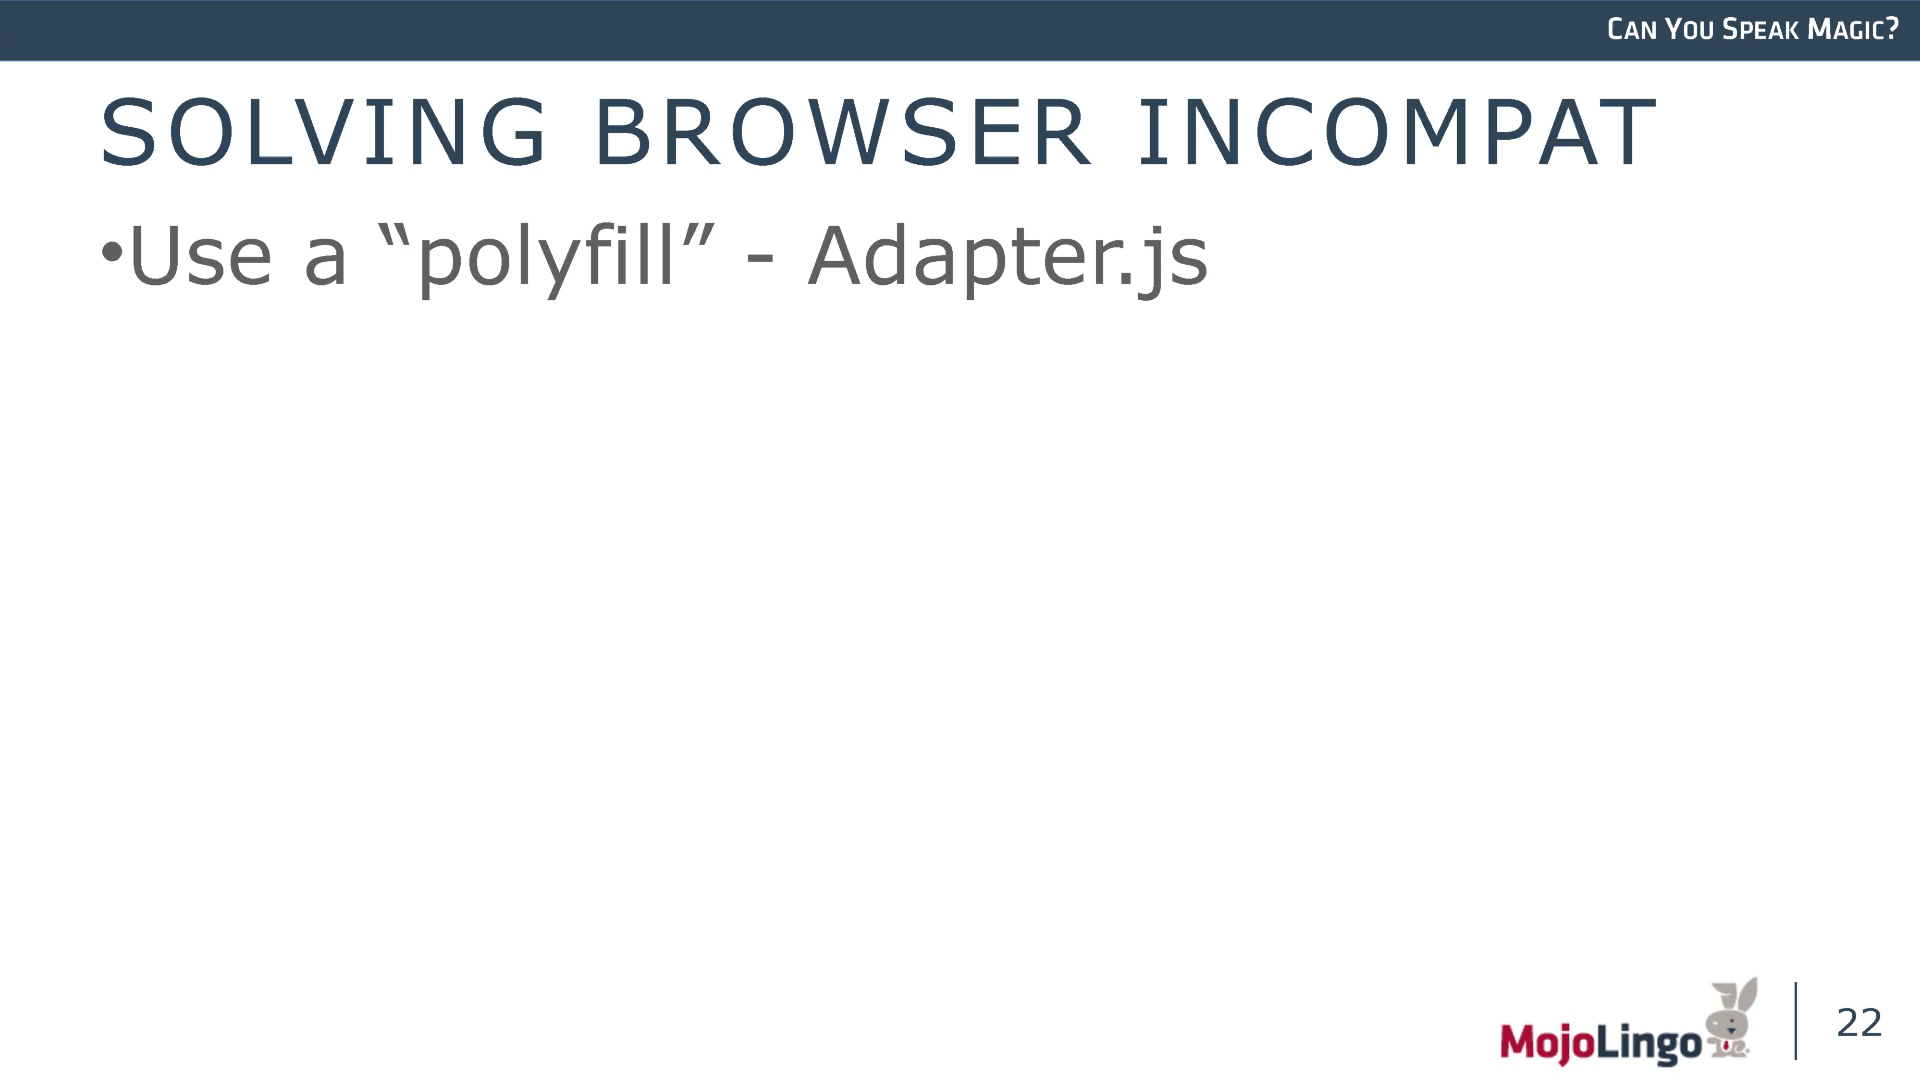 Can You Speak Magic?
SOLVING BROWSER INCOMPAT
•Use a “polyfill” - Adapter.js
MojoLingo
22